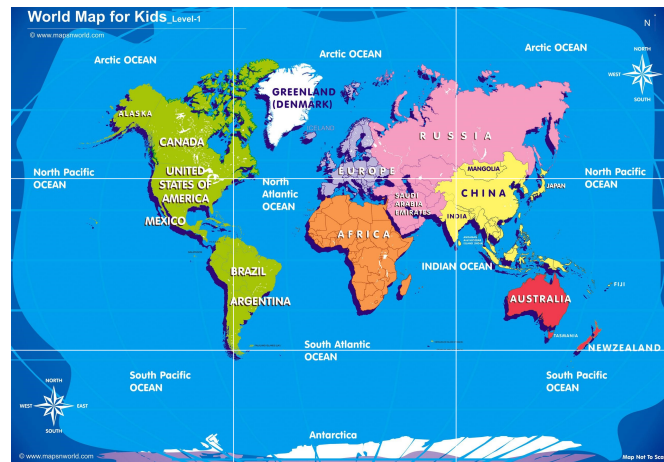 World Map for Kids_Level-1
© www.mapsnworld.com
N
Arctic OCEAN
Arctic OCEAN
Arctic OCEAN
NORTH
WEST
SOUTH
GREENLAND
(DENMARK)
ALASKA
ICELAND
RUSSIA
CANADA
EUROPE
MANGOLIA
North Pacific
OCEAN
UNITED
STATES OF
AMERICA
North
Atlantic
OCEAN
SAUDI
ARABIA
EMIRATES
CHINA
JAPAN
North Pacific
OCEAN
MEXICO
AFRICA
INDIA
INDIAN OCEAN
BRAZIL
ARGENTINA
AUSTRALIA
FIJI
TASMANIA
NEWZEALAND
South Atlantic
OCEAN
South Pacific
OCEAN
South Pacific
OCEAN
NORTH
WEST
EAST
SOUTH
Antarctica
© www.mapsnworld.com
Map Not To Sca